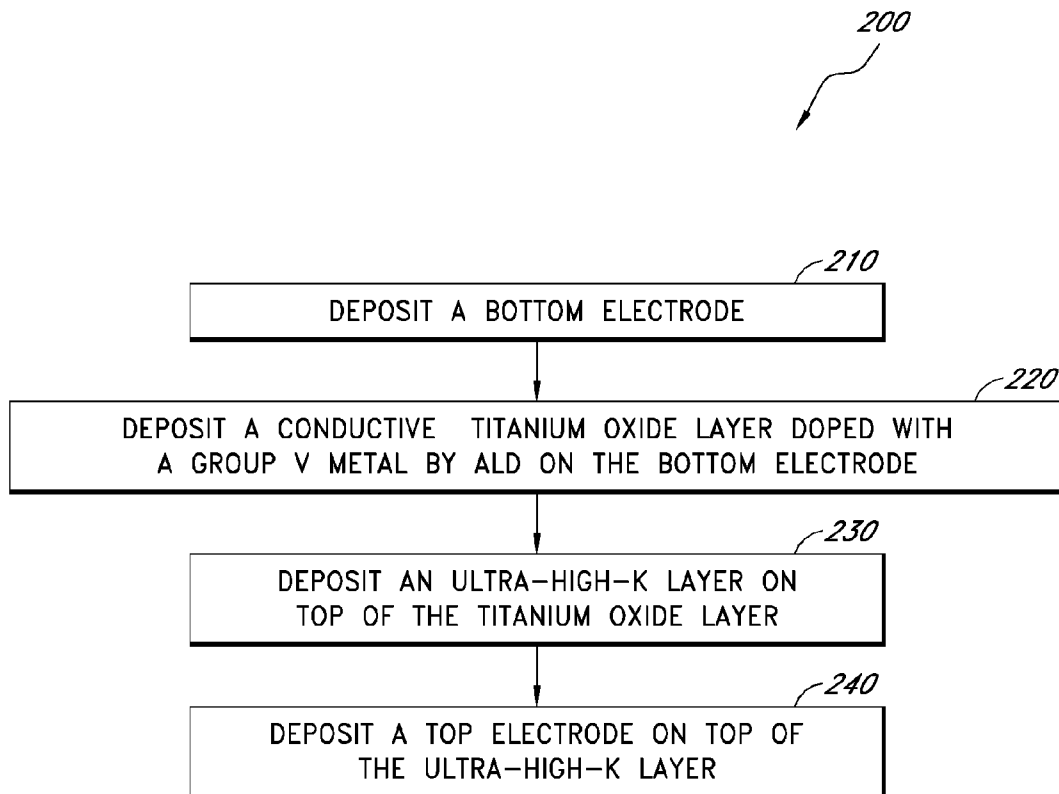 200
210
DEPOSIT A BOTTOM ELECTRODE
220
DEPOSIT A CONDUCTIVE TITANIUM OXIDE LAYER DOPED WITH
A GROUP V METAL BY ALD ON THE BOTTOM ELECTRODE
230
DEPOSIT AN ULTRA-HIGH-K LAYER ON
TOP OF THE TITANIUM OXIDE LAYER
240
DEPOSIT A TOP ELECTRODE ON TOP OF
THE ULTRA-HIGH-K LAYER